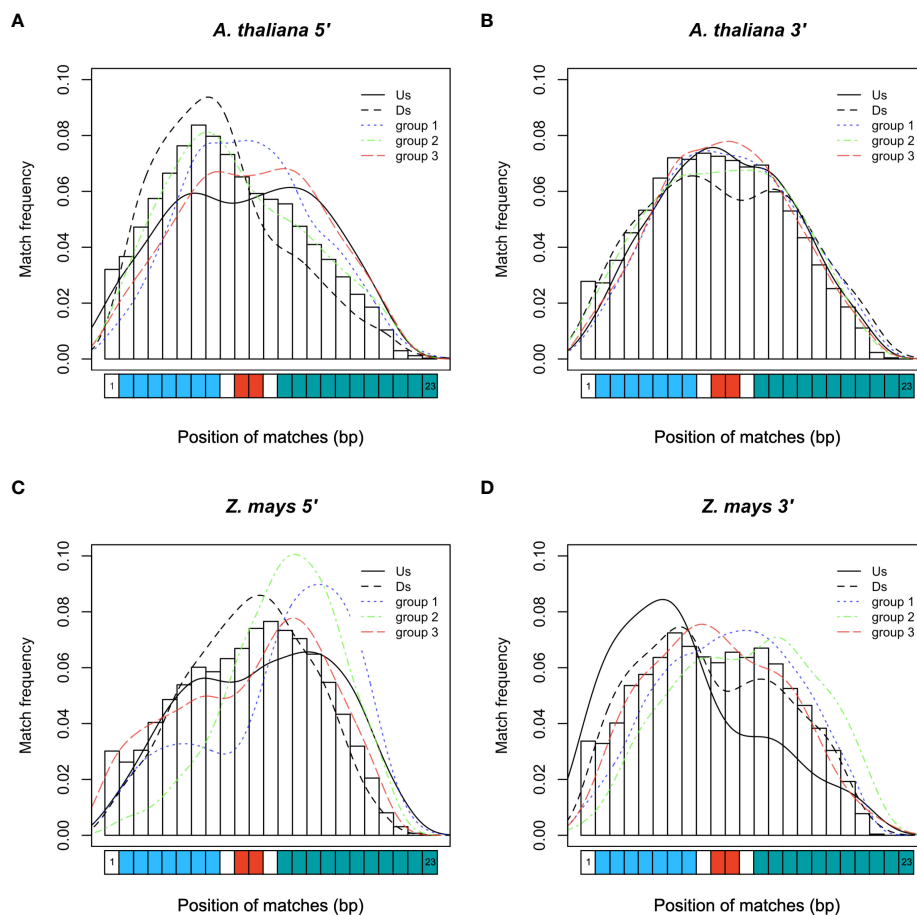 A
A. thaliana 5'
Match frequency
0.00 0.02 0.04 0.06 0.08 0.10
Us
Ds
group 1
group 2
group 3
1 23
Position of matches (bp)
B
A. thaliana 3'
Match frequency
0.00 0.02 0.04 0.06 0.08 0.10
Us
Ds
group 1
group 2
group 3
1 23
Position of matches (bp)
C
Z. mays 5'
Match frequency
0.00 0.02 0.04 0.06 0.08 0.10
Us
Ds
group 1
group 2
group 3
1 23
Position of matches (bp)
D
Z. mays 3'
Match frequency
0.00 0.02 0.04 0.06 0.08 0.10
Us
Ds
group 1
group 2
group 3
1 23
Position of matches (bp)